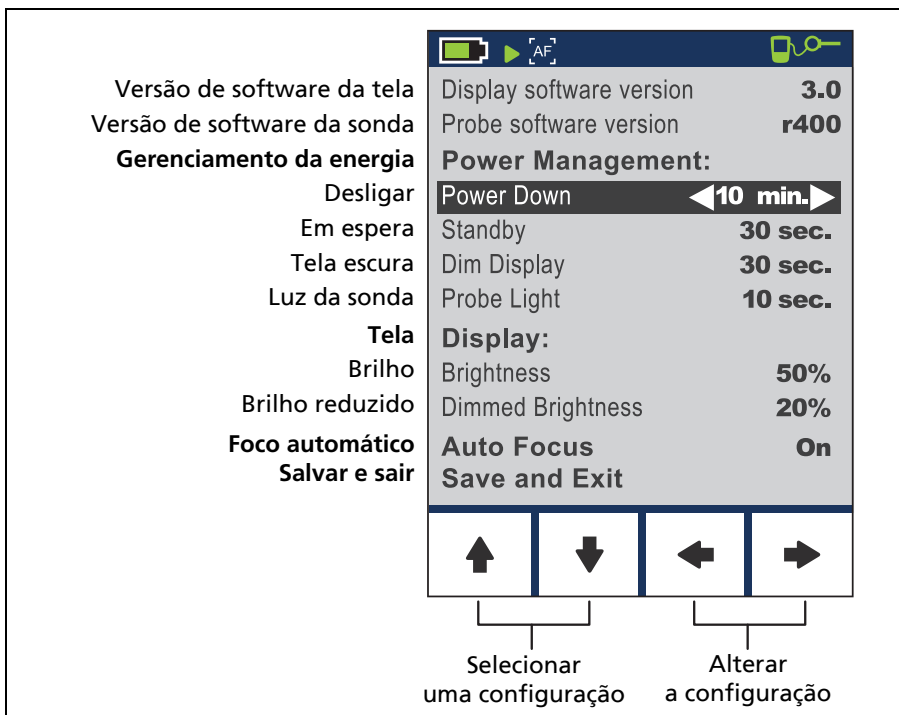 [AF]
Versão de software da tela Display software version 3.0
Versão de software da sonda Probe software version r400
Gerenciamento da energia Power Management:
Desligar Power Down 10 min.
Em espera Standby 30 sec.
Tela escura Dim Display 30 sec.
Luz da sonda Probe Light 10 sec.
Tela Display:
Brilho Brightness 50%
Brilho reduzido Dimmed Brightness 20%
Foco automático Auto Focus On
Salvar e sair Save and Exit
Selecionar
uma configuração
Alterar
a configuração